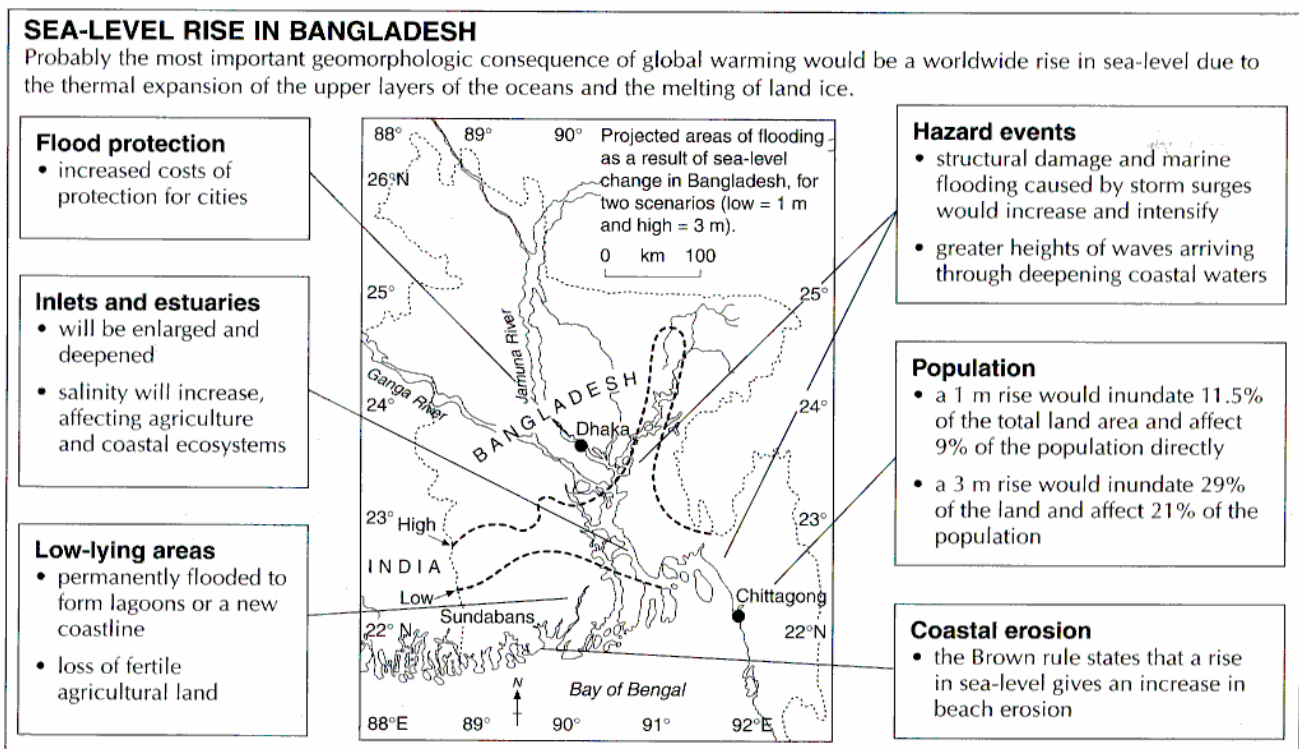 SEA-LEVEL RISE IN BANGLADESH
Probably the most important geomorphologic consequence of global warming would be a worldwide rise in sea-level due to
the thermal expansion of the upper layers of the oceans and the melting of land ice.
Flood protection
• increased costs of
protection for cities
Inlets and estuaries
• will be enlarged and
deepened
• salinity will increase,
affecting agriculture
and coastal ecosystems
Low-lying areas
• permanently flooded to
form lagoons or a new
coastline
• loss of fertile
agricultural land
88° 89° 90°
Projected areas of flooding
as a result of sea-level
change in Bangladesh, for
two scenarios (low = 1 m
and high = 3 m).
0 km 100
26°N
25° 25°
Jamuna River
Ganga River
BANGLADESH
24° 24°
Dhaka
23° 23°
High
INDIA
Low
Chittagong
Sundabans
22° N 22°N
N
Bay of Bengal
88°E 89° 90° 91° 92°E
Hazard events
• structural damage and marine
flooding caused by storm surges
would increase and intensify
• greater heights of waves arriving
through deepening coastal waters
Population
• a 1 m rise would inundate 11.5%
of the total land area and affect
9% of the population directly
• a 3 m rise would inundate 29%
of the land and affect 21% of the
population
Coastal erosion
• the Brown rule states that a rise
in sea-level gives an increase in
beach erosion